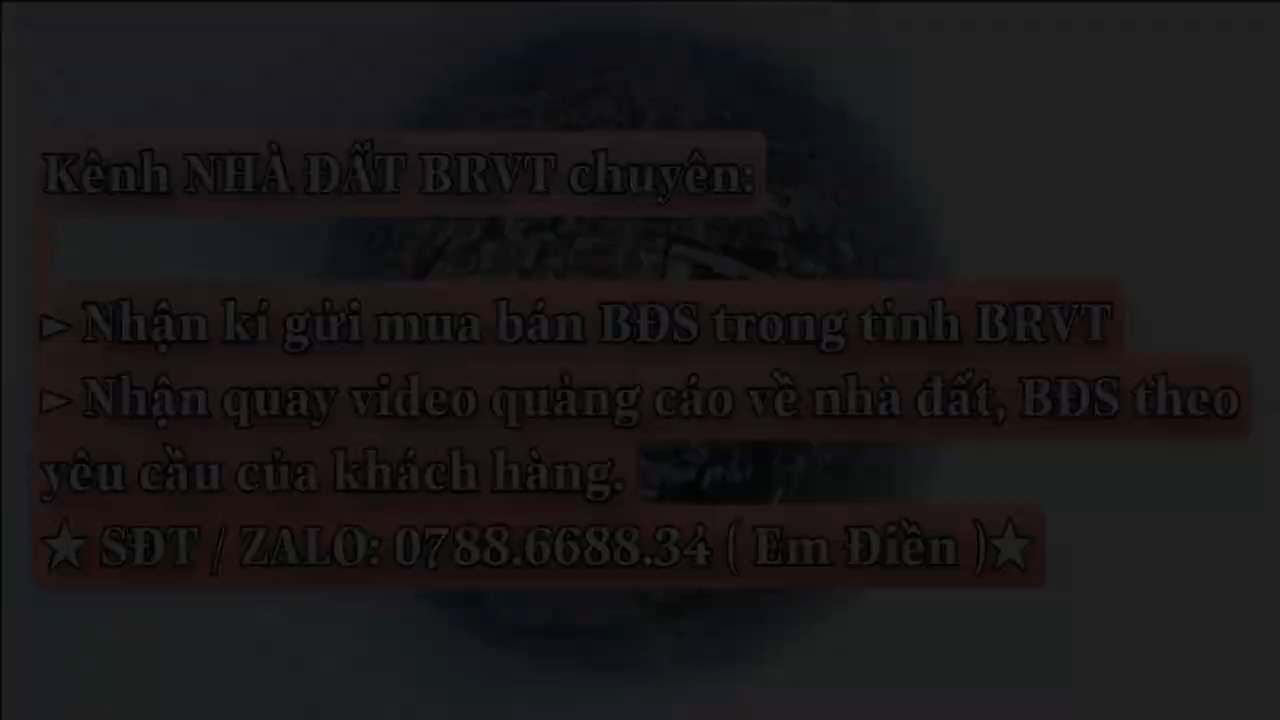 Kênh NHÀ ĐẤT BRVT chuyên:
► Nhận kí gửi mua bán BĐS trong tỉnh BRVT
► Nhận quay video quảng cáo về nhà đất, BĐS theo
yêu cầu của khách hàng.
★ SĐT / ZALO: 0788.6688.34 ( Em Điền )★